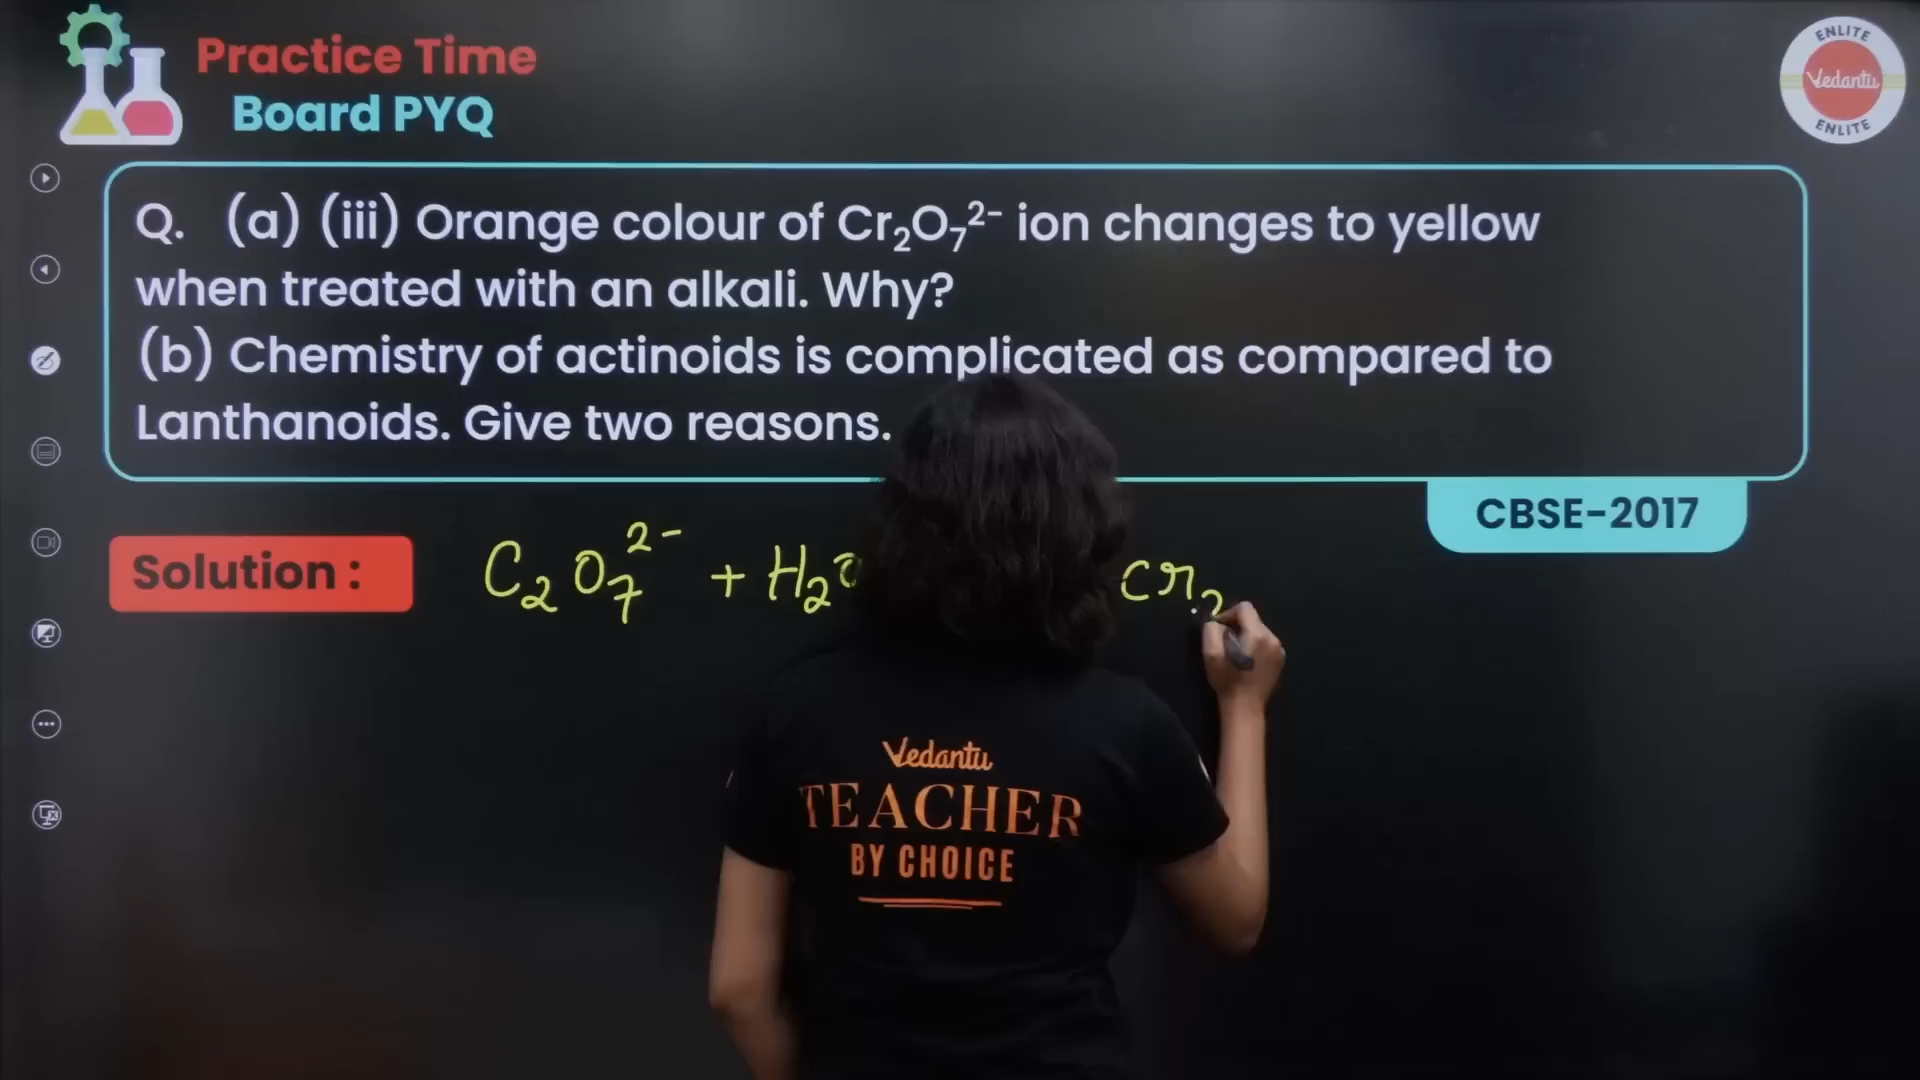 Practice Time
Board PYQ
ENLITE
Vedantu
ENLITE
Q. (a) (iii) Orange colour of Cr₂O₇²⁻ ion changes to yellow
when treated with an alkali. Why?
(b) Chemistry of actinoids is complicated as compared to
Lanthanoids. Give two reasons.
CBSE-2017
Solution :
C₂O₇²⁻ + H₂O Cr₂
Vedantu
TEACHER
BY CHOICE